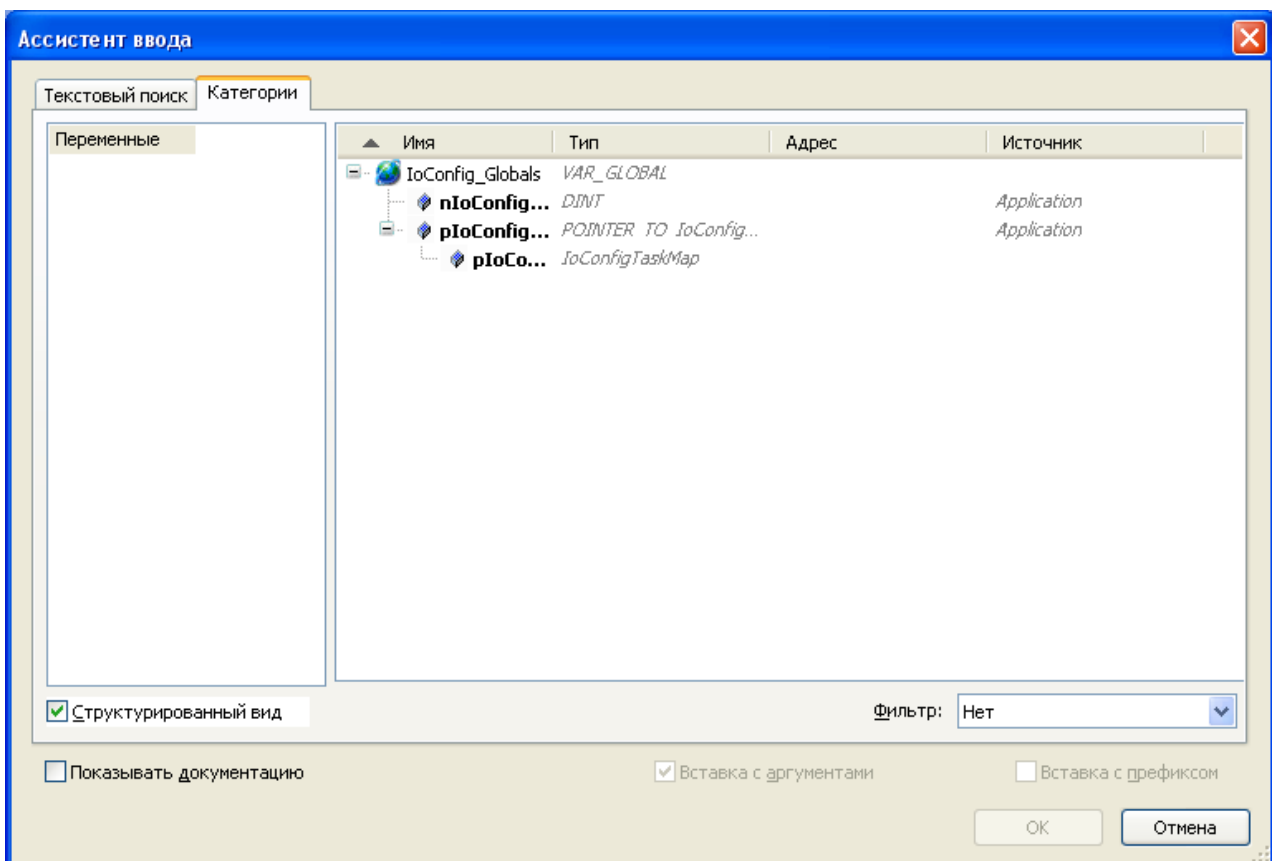 Ассистент ввода
Текстовый поиск Категории
Переменные
Имя Тип Адрес Источник
IoConfig_Globals VAR_GLOBAL
nIoConfig... DINT Application
pIoConfig... POINTER TO IoConfig... Application
pIoCo... IoConfigTaskMap
Структурированный вид Фильтр: Нет
Показывать документацию Вставка с аргументами Вставка с префиксом
OK Отмена